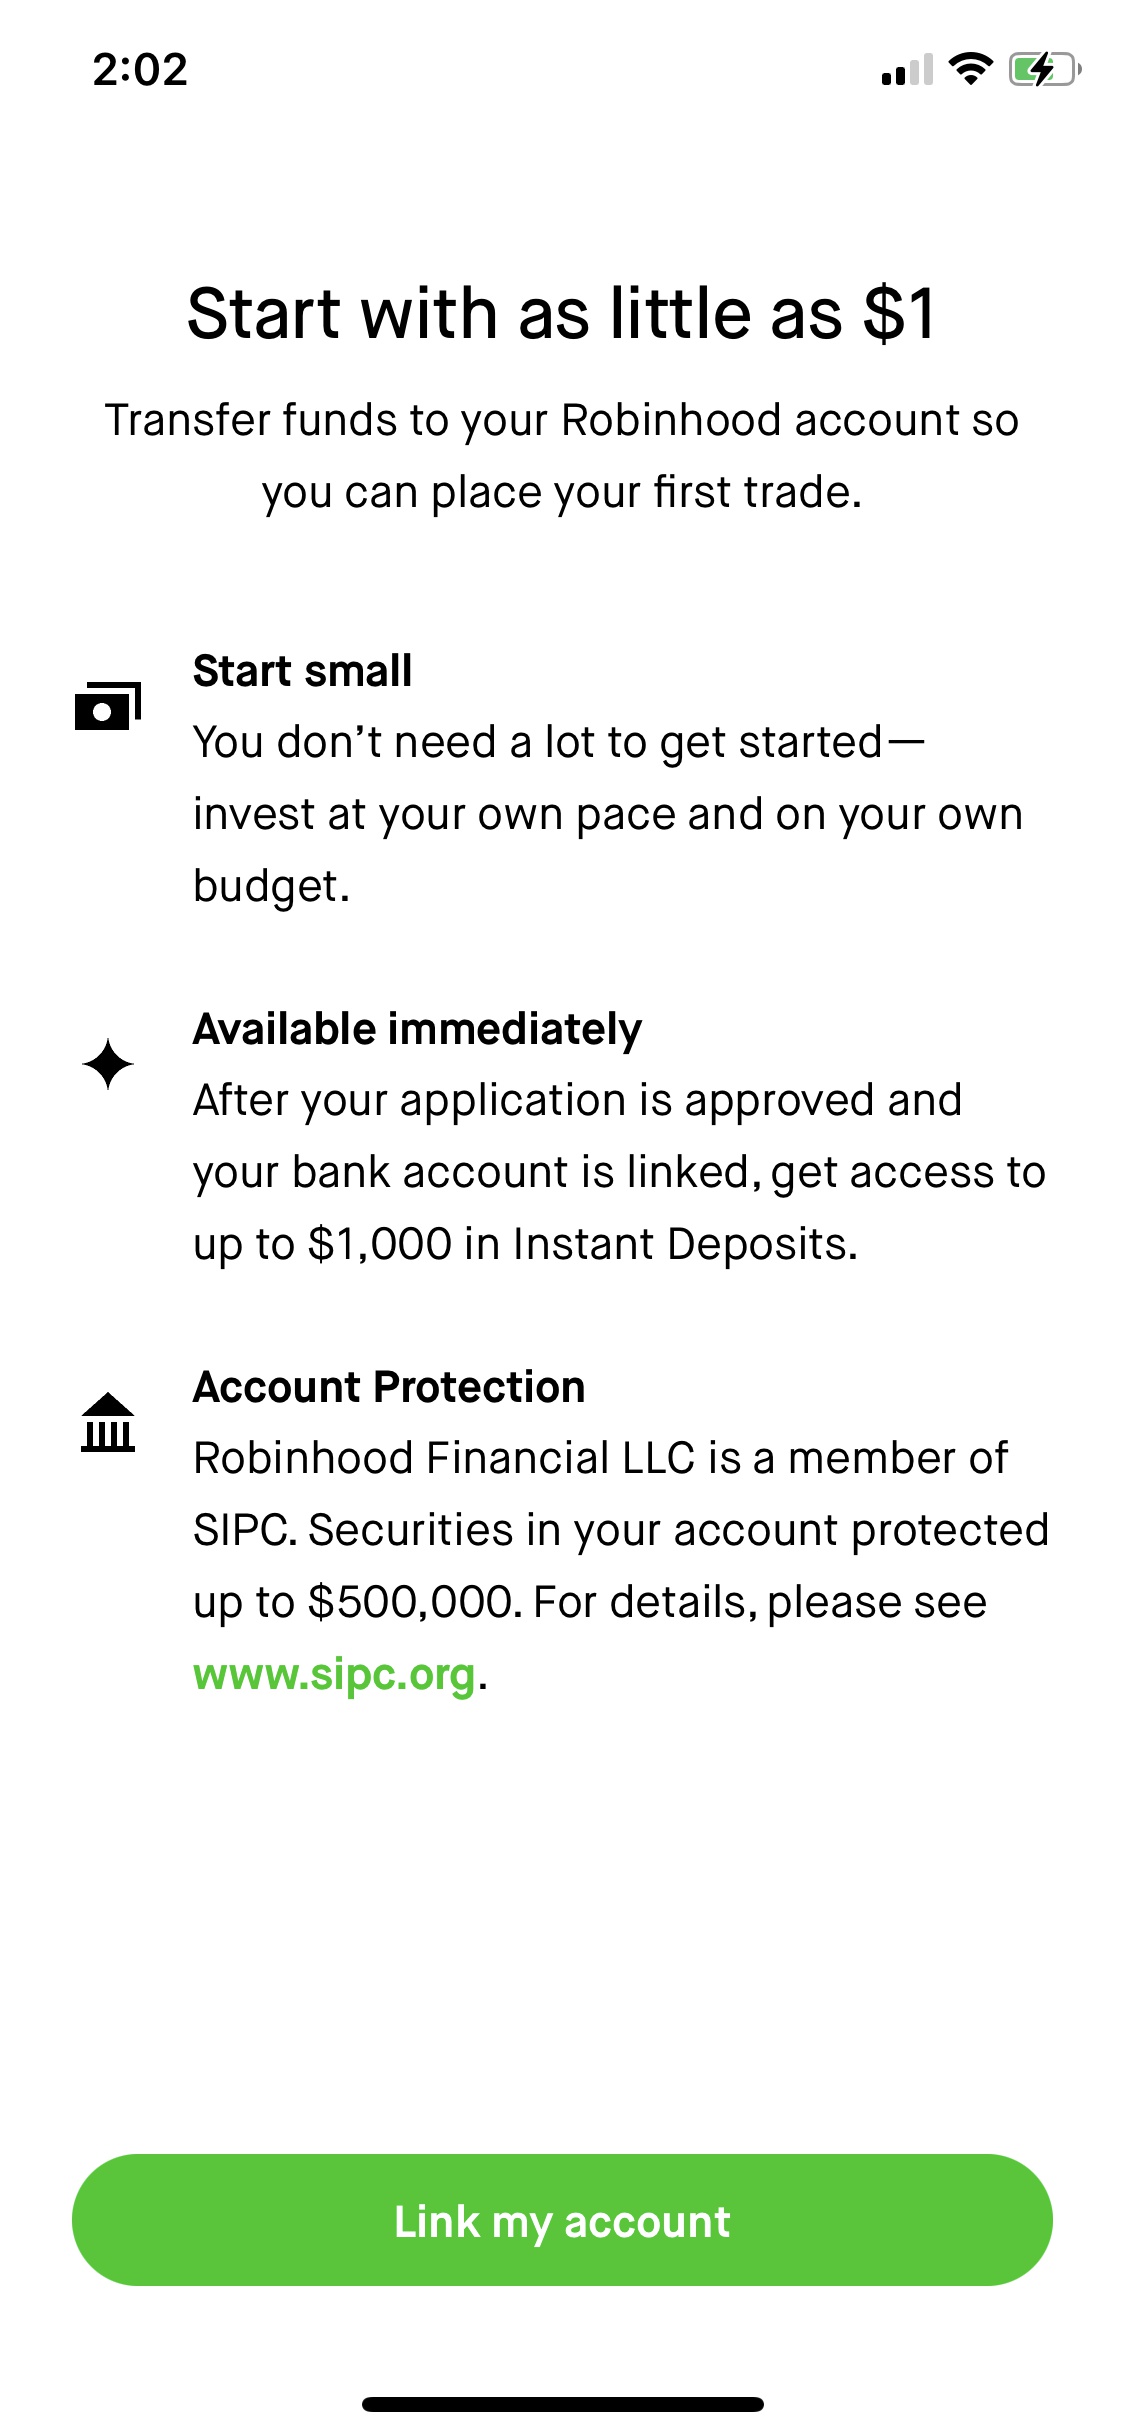 2:02
Start with as little as $1
Transfer funds to your Robinhood account so
you can place your first trade.
Start small
You don’t need a lot to get started—
invest at your own pace and on your own
budget.
Available immediately
After your application is approved and
your bank account is linked, get access to
up to $1,000 in Instant Deposits.
Account Protection
Robinhood Financial LLC is a member of
SIPC. Securities in your account protected
up to $500,000. For details, please see
www.sipc.org.
Link my account